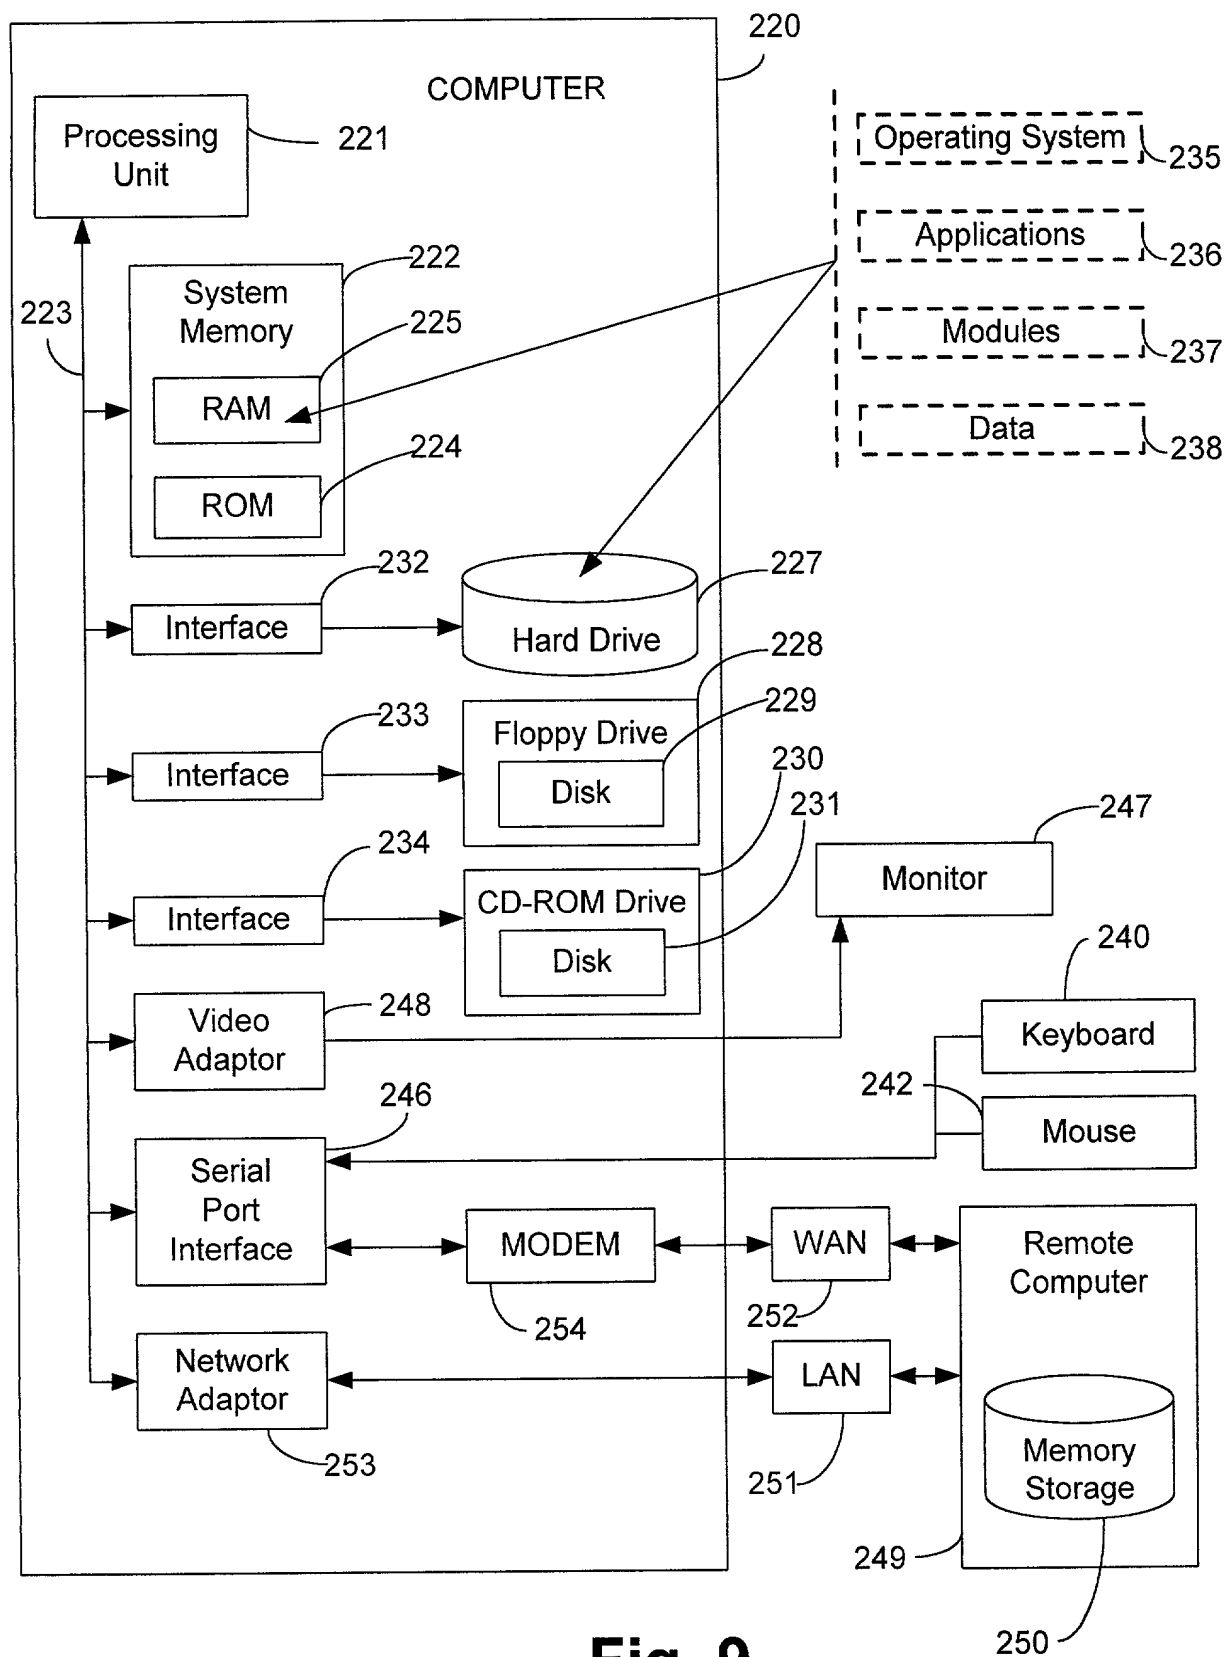 220
COMPUTER
Processing
Unit
221
Operating System
235
Applications
236
Modules
237
Data
238
222
System
Memory
223
225
RAM
224
ROM
232
Interface
227
Hard Drive
228
233
Interface
229
Floppy Drive
Disk
230
231
234
Interface
CD-ROM Drive
Disk
247
Monitor
240
Keyboard
248
Video
Adaptor
242
Mouse
246
Serial
Port
Interface
MODEM
254
WAN
252
Remote
Computer
Network
Adaptor
253
LAN
251
Memory
Storage
249
250
Fig. 9